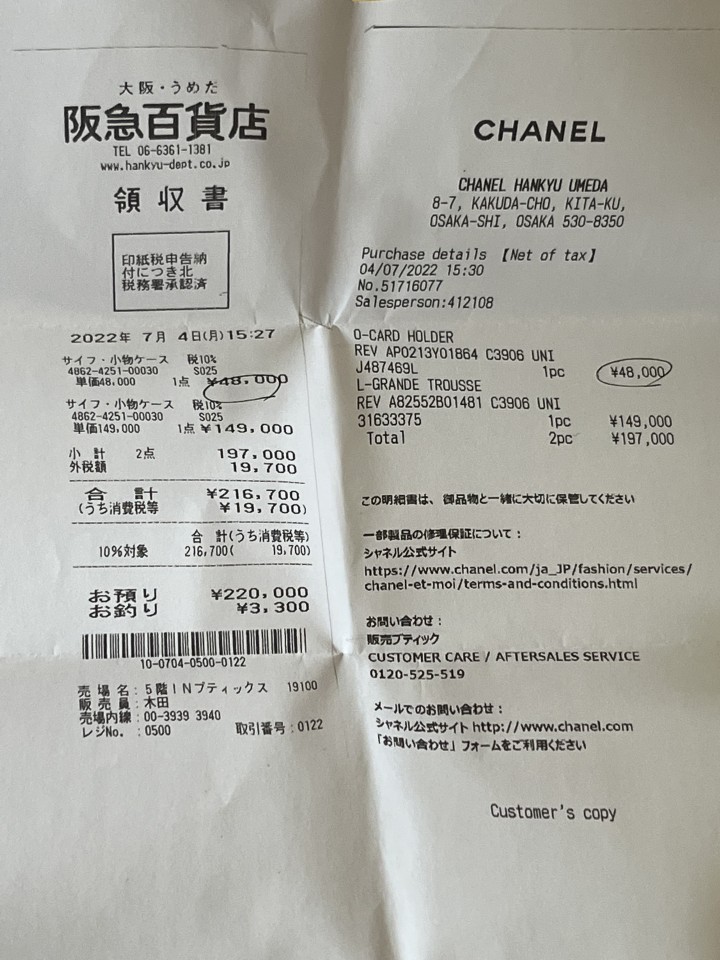 大阪・うめだ
阪急百貨店
TEL 06-6361-1381
www.hankyu-dept.co.jp
領収書
印紙税申告納
付につき北
税務署承認済
2022年 7月 4日(月)15:27
サイフ・小物ケース 税10%
4862-4251-00030 S025
単価48,000 1点 ¥48,000
サイフ・小物ケース 税10%
4862-4251-00030 S025
単価149,000 1点 ¥149,000
小 計 2点 197,000
外税額 19,700
合 計 ¥216,700
(うち消費税等 ¥19,700)
合 計(うち消費税等)
10%対象 216,700( 19,700)
お預り ¥220,000
お釣り ¥3,300
10-0704-0500-0122
売 場 名:5階INブティックス 19100
販 売 員:木田
売場内線:00-3939 3940
レジNo. :0500 取引番号:0122
CHANEL
CHANEL HANKYU UMEDA
8-7, KAKUDA-CHO, KITA-KU,
OSAKA-SHI, OSAKA 530-8350
Purchase details 【Net of tax】
04/07/2022 15:30
No.51716077
Salesperson:412108
O-CARD HOLDER
REV AP0213Y01864 C3906 UNI
J487469L 1pc ¥48,000
L-GRANDE TROUSSE
REV A82552B01481 C3906 UNI
31633375 1pc ¥149,000
Total 2pc ¥197,000
この明細書は、御品物と一緒に大切に保管してください
一部製品の修理保証について:
シャネル公式サイト
https://www.chanel.com/ja_JP/fashion/services/
chanel-et-moi/terms-and-conditions.html
お問い合わせ:
販売ブティック
CUSTOMER CARE / AFTERSALES SERVICE
0120-525-519
メールでのお問い合わせ:
シャネル公式サイト http://www.chanel.com
「お問い合わせ」フォームをご利用ください
Customer's copy